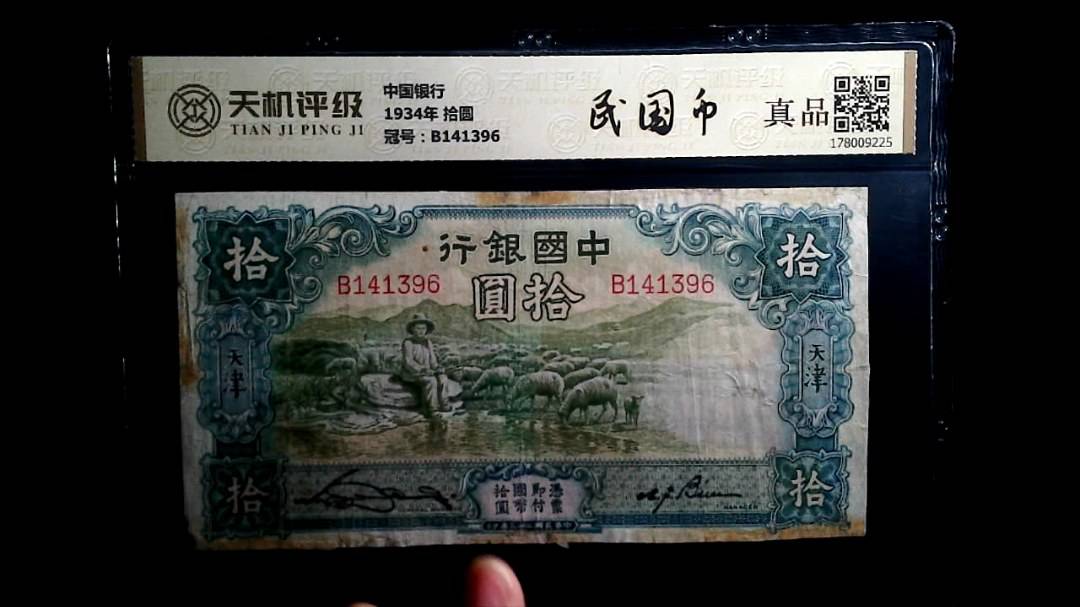 天机评级
TIAN JI PING JI
中国银行
1934年 拾圆
冠号：B141396
民国币
真品
178009225
行銀國中
拾
拾
B141396
圓拾
B141396
天津
天津
拾
拾
憑票即付國幣拾圓